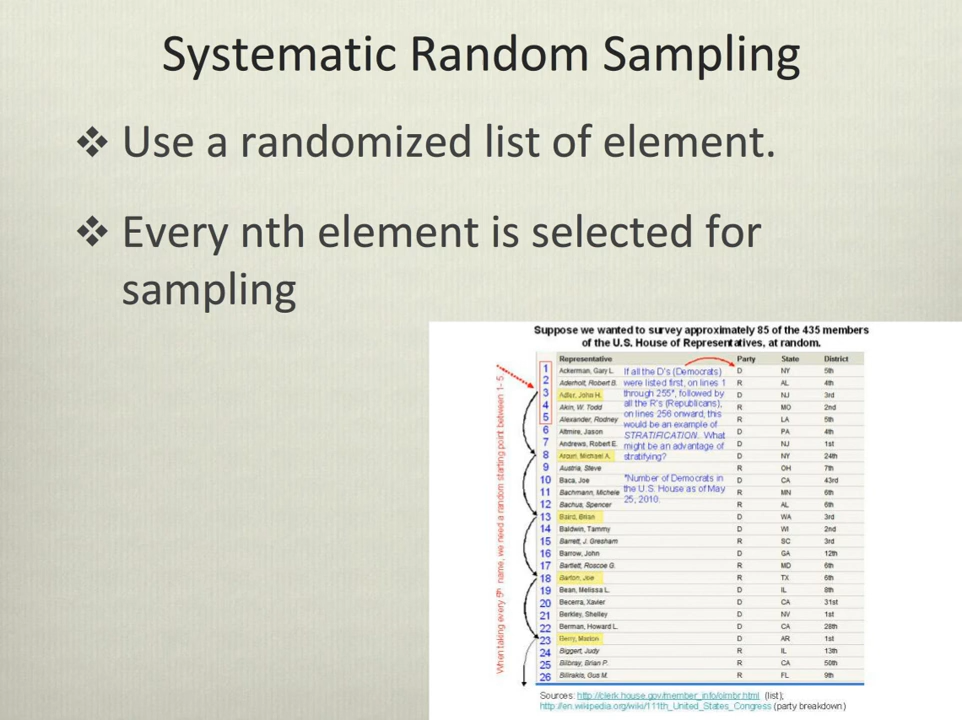 Systematic Random Sampling
❖ Use a randomized list of element.
❖ Every nth element is selected for
sampling
Suppose we wanted to survey approximately 85 of the 435 members
of the U.S. House of Representatives, at random.
Representative Party State District
1 Ackerman, Gary L. D NY 5th
2 Aderholt, Robert B. R AL 4th
3 Adler, John H. D NJ 3rd
4 Akin, W. Todd R MO 2nd
5 Alexander, Rodney R LA 5th
6 Altmire, Jason D PA 4th
7 Andrews, Robert E. D NJ 1st
8 Arcuri, Michael A. D NY 24th
9 Austria, Steve R OH 7th
10 Baca, Joe D CA 43rd
11 Bachmann, Michele R MN 6th
12 Bachus, Spencer R AL 6th
13 Baird, Brian D WA 3rd
14 Baldwin, Tammy D WI 2nd
15 Barrett, J. Gresham R SC 3rd
16 Barrow, John D GA 12th
17 Bartlett, Roscoe G. R MD 6th
18 Barton, Joe R TX 6th
19 Bean, Melissa L. D IL 8th
20 Becerra, Xavier D CA 31st
21 Berkley, Shelley D NV 1st
22 Berman, Howard L. D CA 28th
23 Berry, Marion D AR 1st
24 Biggert, Judy R IL 13th
25 Bilbray, Brian P. R CA 50th
26 Bilirakis, Gus M. R FL 9th
If all the D's (Democrats)
were listed first, on lines 1
through 255*, followed by
all the R's (Republicans),
on lines 256 onward, this
would be an example of
STRATIFICATION. What
might be an advantage of
stratifying?
*Number of Democrats in
the U.S. House as of May
25, 2010.
When taking every 5th name, we need a random starting point between 1-5.
Sources: http://clerk.house.gov/member_info/olmbr.html (list);
http://en.wikipedia.org/wiki/111th_United_States_Congress (party breakdown)